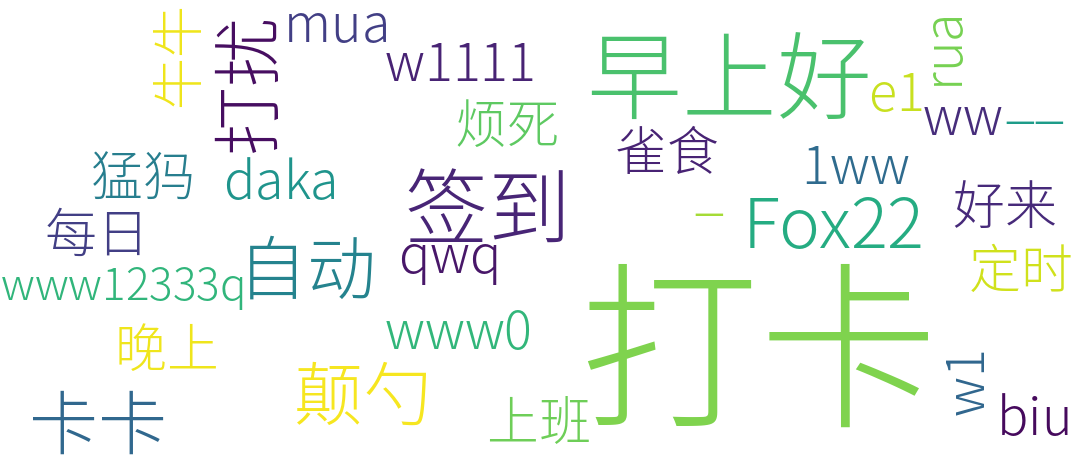 牛牛
打扰
mua
w1111
早上好
e1
rua
烦死
ww__
雀食
猛犸
daka
签到
1ww
_
Fox22
好来
每日
自动
qwq
定时
www12333q
打卡
www0
晚上
颠勺
w1
卡卡
上班
biu